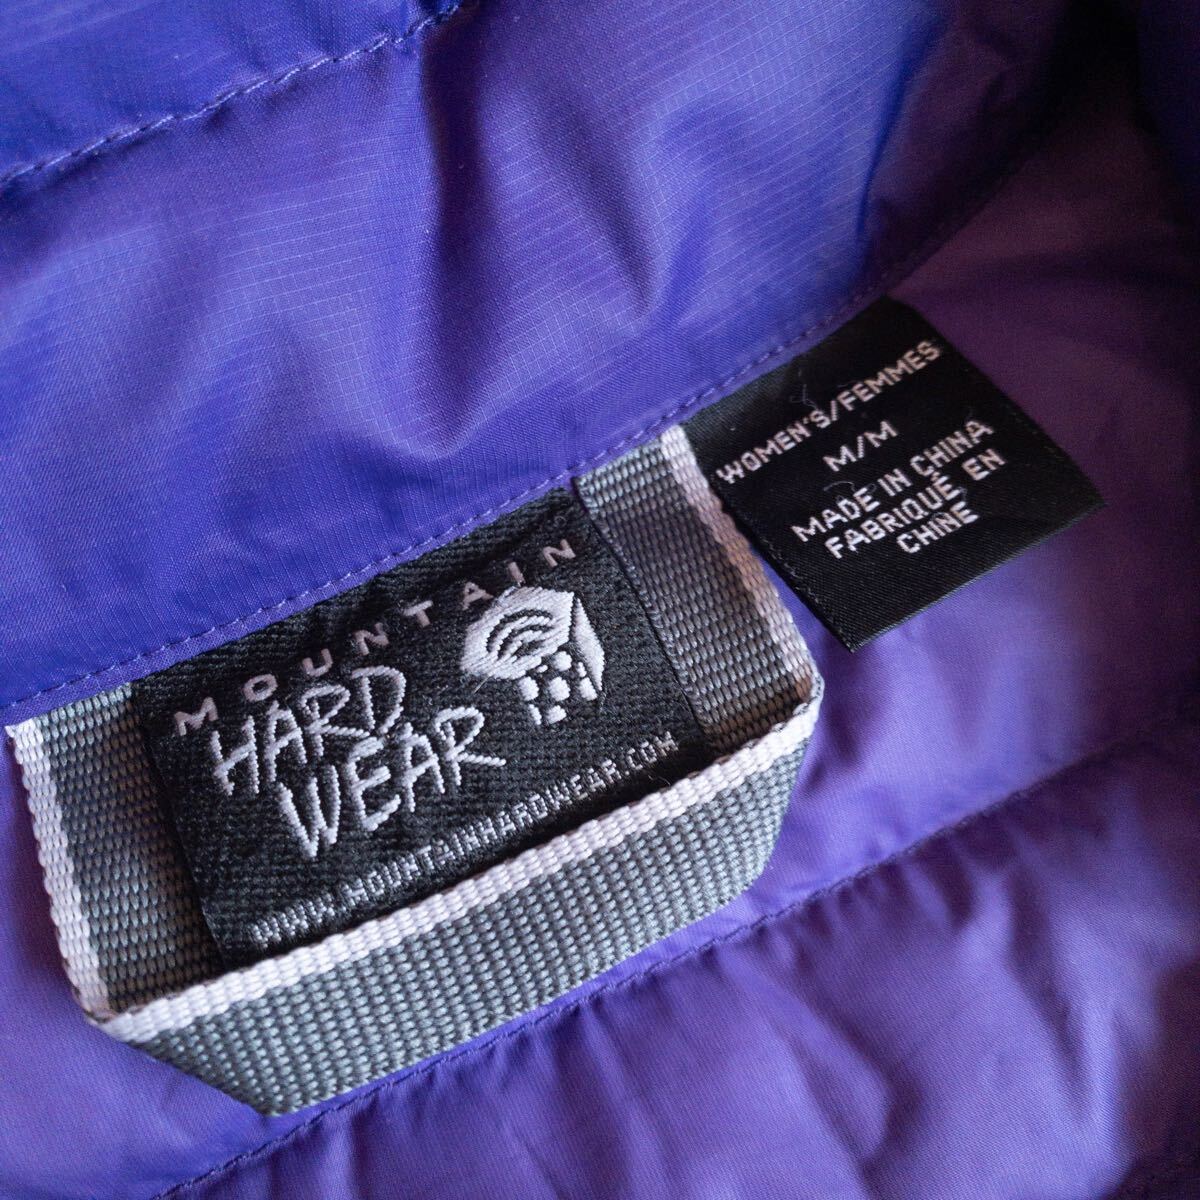 MOUNTAIN
HARD
WEAR
WWW.MOUNTAINHARDWEAR.COM
WOMEN'S/FEMMES
M/M
MADE IN CHINA
FABRIQUÉ EN
CHINE